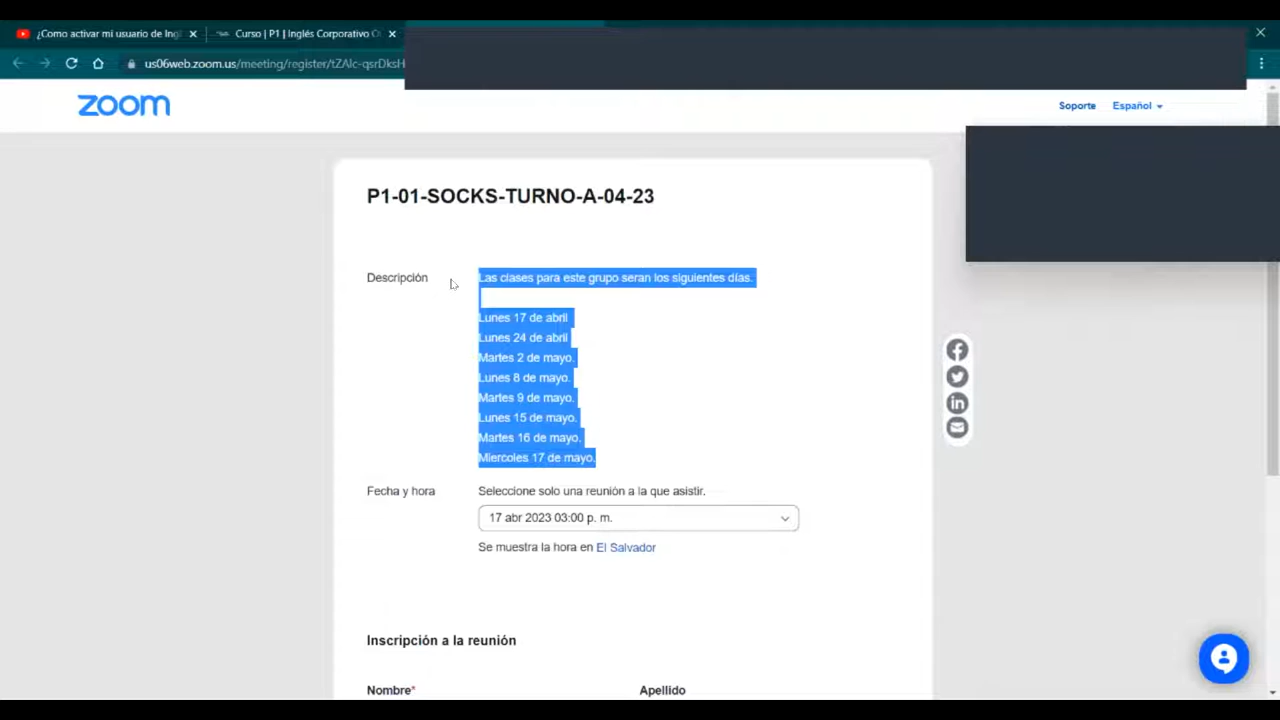 ¿Como activar mi usuario de Ingl
Curso | P1 | Inglés Corporativo
us06web.zoom.us/meeting/register/tZAlc-qsrDksH
zoom
Soporte
Español
P1-01-SOCKS-TURNO-A-04-23
Descripción
Las clases para este grupo seran los siguientes días.
Lunes 17 de abril
Lunes 24 de abril
Martes 2 de mayo.
Lunes 8 de mayo.
Martes 9 de mayo.
Lunes 15 de mayo.
Martes 16 de mayo.
Miercoles 17 de mayo.
Fecha y hora
Seleccione solo una reunión a la que asistir.
17 abr 2023 03:00 p. m.
Se muestra la hora en El Salvador
Inscripción a la reunión
Nombre*
Apellido